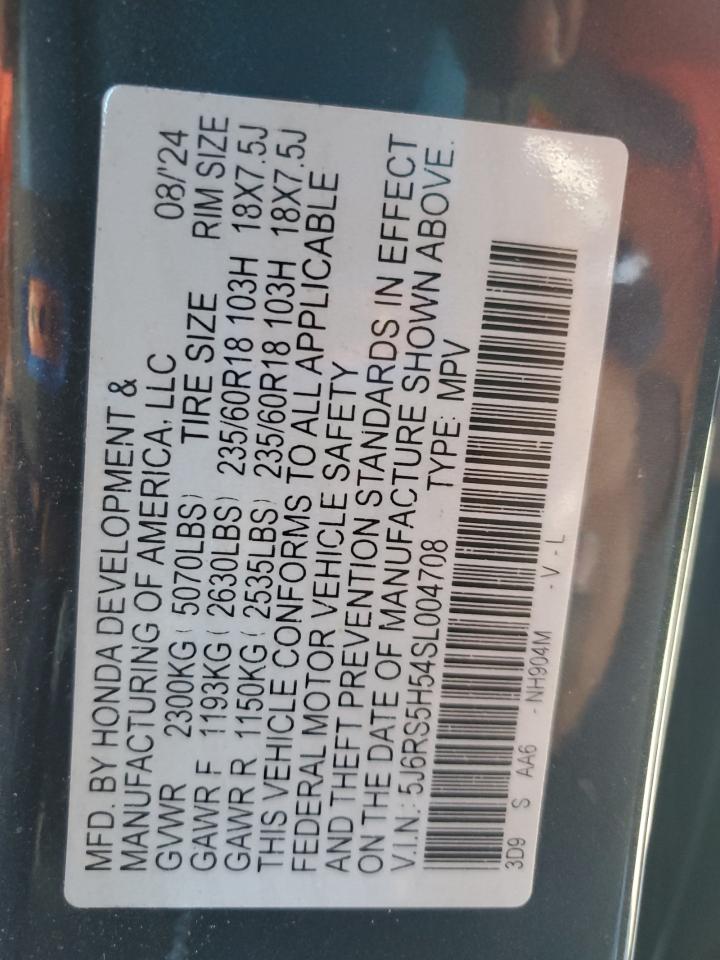 MFD. BY HONDA DEVELOPMENT &
MANUFACTURING OF AMERICA, LLC 08/'24
GVWR 2300KG ( 5070LBS) TIRE SIZE RIM SIZE
GAWR F 1193KG ( 2630LBS) 235/60R18 103H 18X7.5J
GAWR R 1150KG ( 2535LBS) 235/60R18 103H 18X7.5J
THIS VEHICLE CONFORMS TO ALL APPLICABLE
FEDERAL MOTOR VEHICLE SAFETY
AND THEFT PREVENTION STANDARDS IN EFFECT
ON THE DATE OF MANUFACTURE SHOWN ABOVE.
V.I.N.: 5J6RS5H54SL004708 TYPE: MPV
3D9 S AA6 - NH904M - V - L